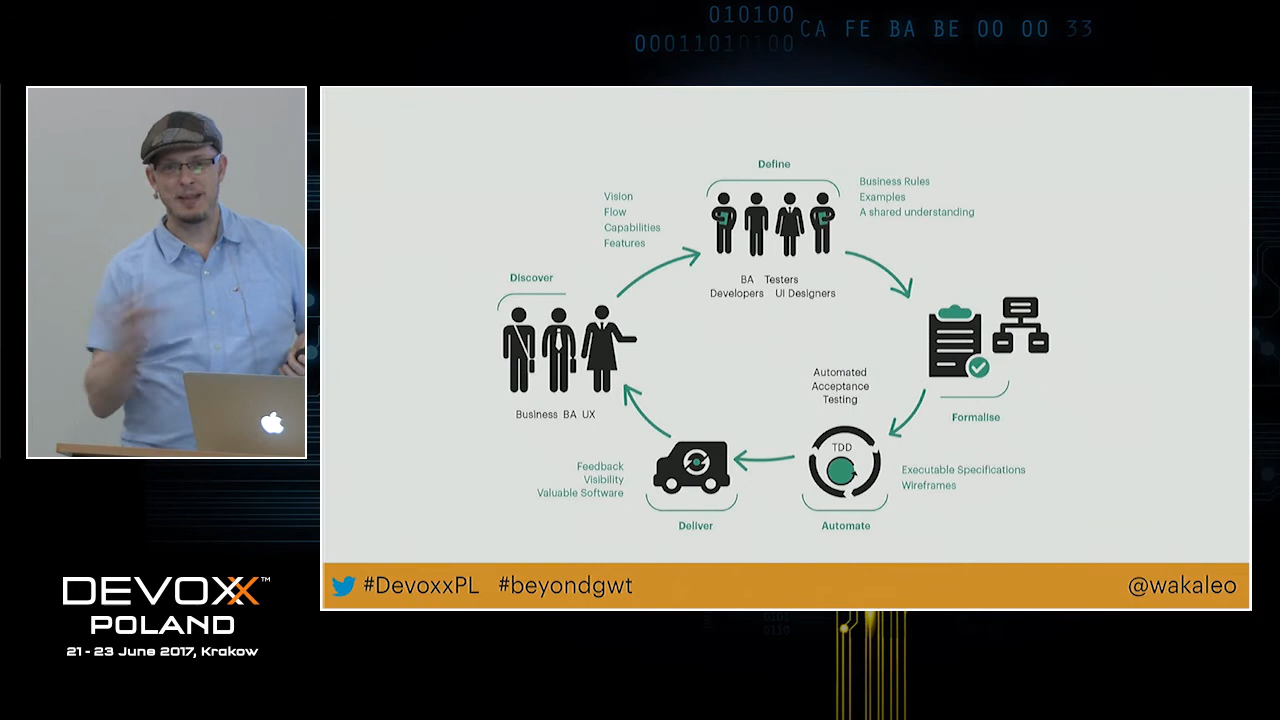 010100
00011010100
CA FE BA BE 00 00 33
Define
Vision
Flow
Capabilities
Features
Business Rules
Examples
A shared understanding
BA Testers
Developers UI Designers
Discover
Business BA UX
Automated
Acceptance
Testing
Formalise
TDD
Executable Specifications
Wireframes
Automate
Feedback
Visibility
Valuable Software
Deliver
#DevoxxPL #beyondgwt
@wakaleo
DEVOXX™
POLAND
21 - 23 June 2017, Krakow